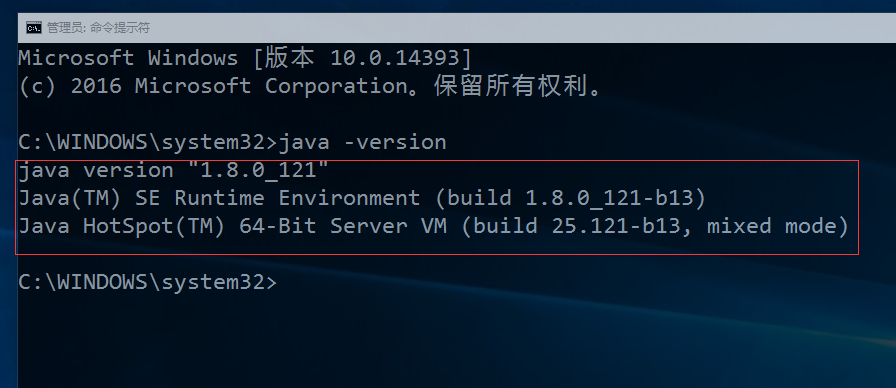 管理员: 命令提示符
Microsoft Windows [版本 10.0.14393]
(c) 2016 Microsoft Corporation。保留所有权利。
C:\WINDOWS\system32>java -version
java version "1.8.0_121"
Java(TM) SE Runtime Environment (build 1.8.0_121-b13)
Java HotSpot(TM) 64-Bit Server VM (build 25.121-b13, mixed mode)
C:\WINDOWS\system32>